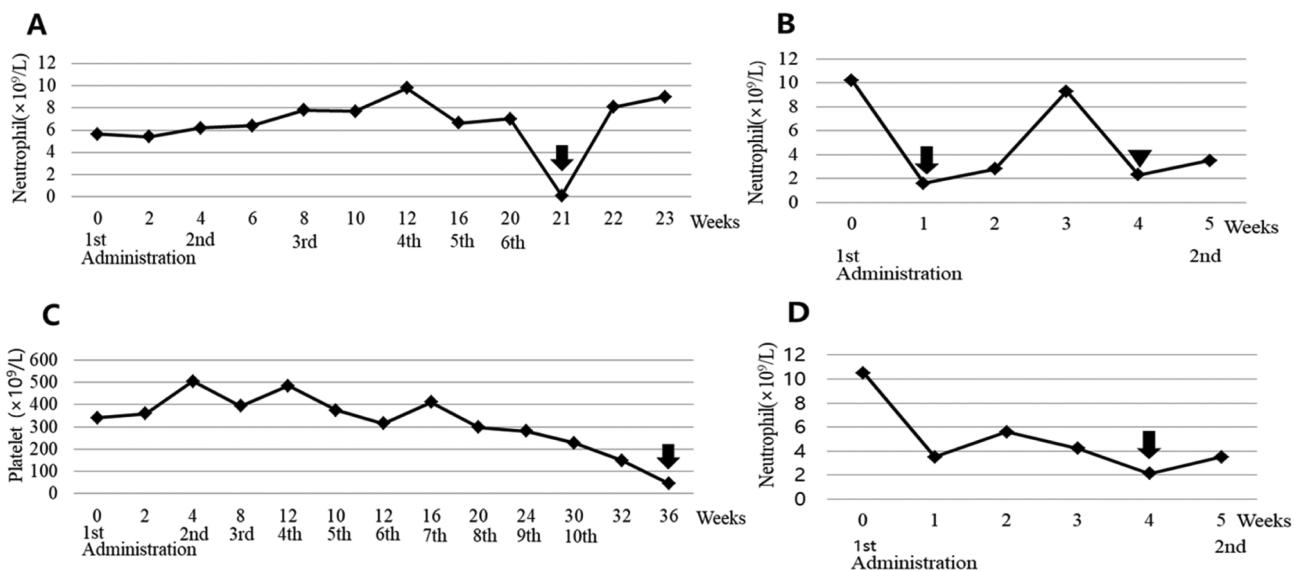 A
Neutrophil(×10⁹/L)
12
10
8
6
4
2
0
0 2 4 6 8 10 12 16 20 21 22 23 Weeks
1st 2nd 3rd 4th 5th 6th
Administration
B
Neutrophil(×10⁹/L)
12
10
8
6
4
2
0
0 1 2 3 4 5 Weeks
1st 2nd
Administration
C
Platelet (×10⁹/L)
600
500
400
300
200
100
0
0 2 4 8 12 10 12 16 20 24 30 32 36 Weeks
1st 2nd 3rd 4th 5th 6th 7th 8th 9th 10th
Administration
D
Neutrophil(×10⁹/L)
12
10
8
6
4
2
0
0 1 2 3 4 5 Weeks
1st 2nd
Administration